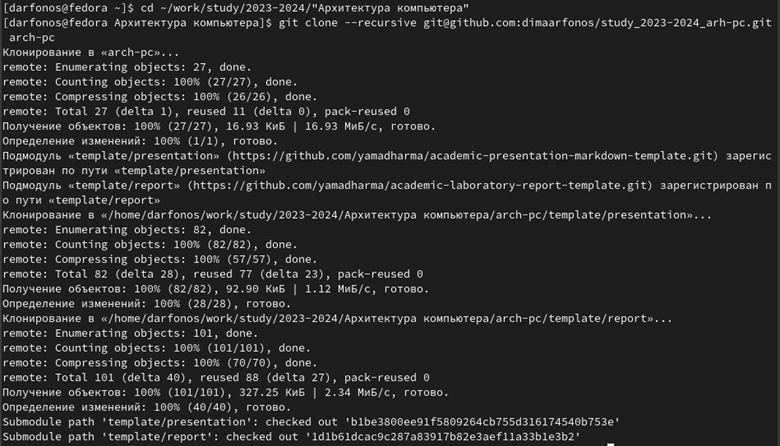 [darfonos@fedora ~]$ cd ~/work/study/2023-2024/"Архитектура компьютера"
[darfonos@fedora Архитектура компьютера]$ git clone --recursive git@github.com:dimaarfonos/study_2023-2024_arh-pc.git
 arch-pc
Клонирование в «arch-pc»...
remote: Enumerating objects: 27, done.
remote: Counting objects: 100% (27/27), done.
remote: Compressing objects: 100% (26/26), done.
remote: Total 27 (delta 1), reused 11 (delta 0), pack-reused 0
Получение объектов: 100% (27/27), 16.93 КиБ | 16.93 МиБ/с, готово.
Определение изменений: 100% (1/1), готово.
Подмодуль «template/presentation» (https://github.com/yamadharma/academic-presentation-markdown-template.git) зарегис
трирован по пути «template/presentation»
Подмодуль «template/report» (https://github.com/yamadharma/academic-laboratory-report-template.git) зарегистрирован п
о пути «template/report»
Клонирование в «/home/darfonos/work/study/2023-2024/Архитектура компьютера/arch-pc/template/presentation»...
remote: Enumerating objects: 82, done.
remote: Counting objects: 100% (82/82), done.
remote: Compressing objects: 100% (57/57), done.
remote: Total 82 (delta 28), reused 77 (delta 23), pack-reused 0
Получение объектов: 100% (82/82), 92.90 КиБ | 1.12 МиБ/с, готово.
Определение изменений: 100% (28/28), готово.
Клонирование в «/home/darfonos/work/study/2023-2024/Архитектура компьютера/arch-pc/template/report»...
remote: Enumerating objects: 101, done.
remote: Counting objects: 100% (101/101), done.
remote: Compressing objects: 100% (70/70), done.
remote: Total 101 (delta 40), reused 88 (delta 27), pack-reused 0
Получение объектов: 100% (101/101), 327.25 КиБ | 2.34 МиБ/с, готово.
Определение изменений: 100% (40/40), готово.
Submodule path 'template/presentation': checked out 'b1be3800ee91f5809264cb755d316174540b753e'
Submodule path 'template/report': checked out '1d1b61dcac9c287a83917b82e3aef11a33b1e3b2'